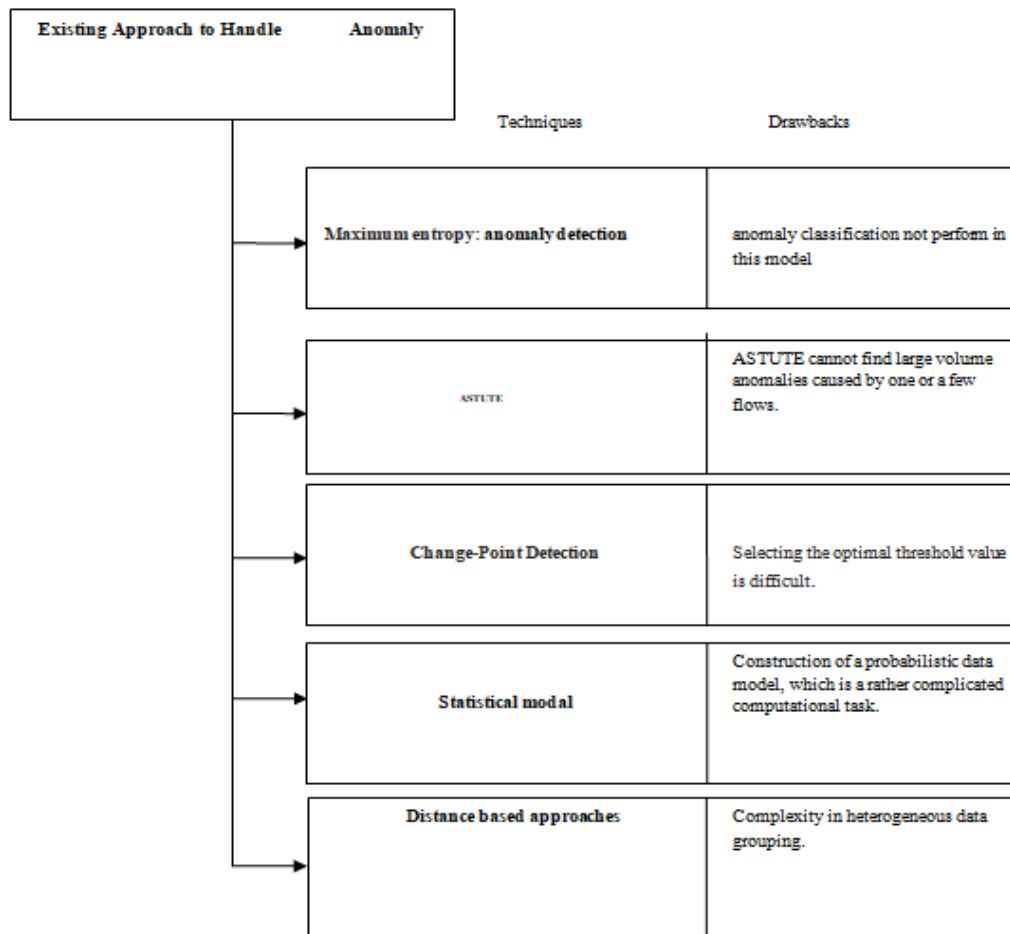 Existing Approach to Handle Anomaly
Techniques Drawbacks
Maximum entropy: anomaly detection
anomaly classification not perform in
this model
ASTUTE
ASTUTE cannot find large volume
anomalies caused by one or a few
flows.
Change-Point Detection
Selecting the optimal threshold value
is difficult.
Statistical modal
Construction of a probabilistic data
model, which is a rather complicated
computational task.
Distance based approaches
Complexity in heterogeneous data
grouping.